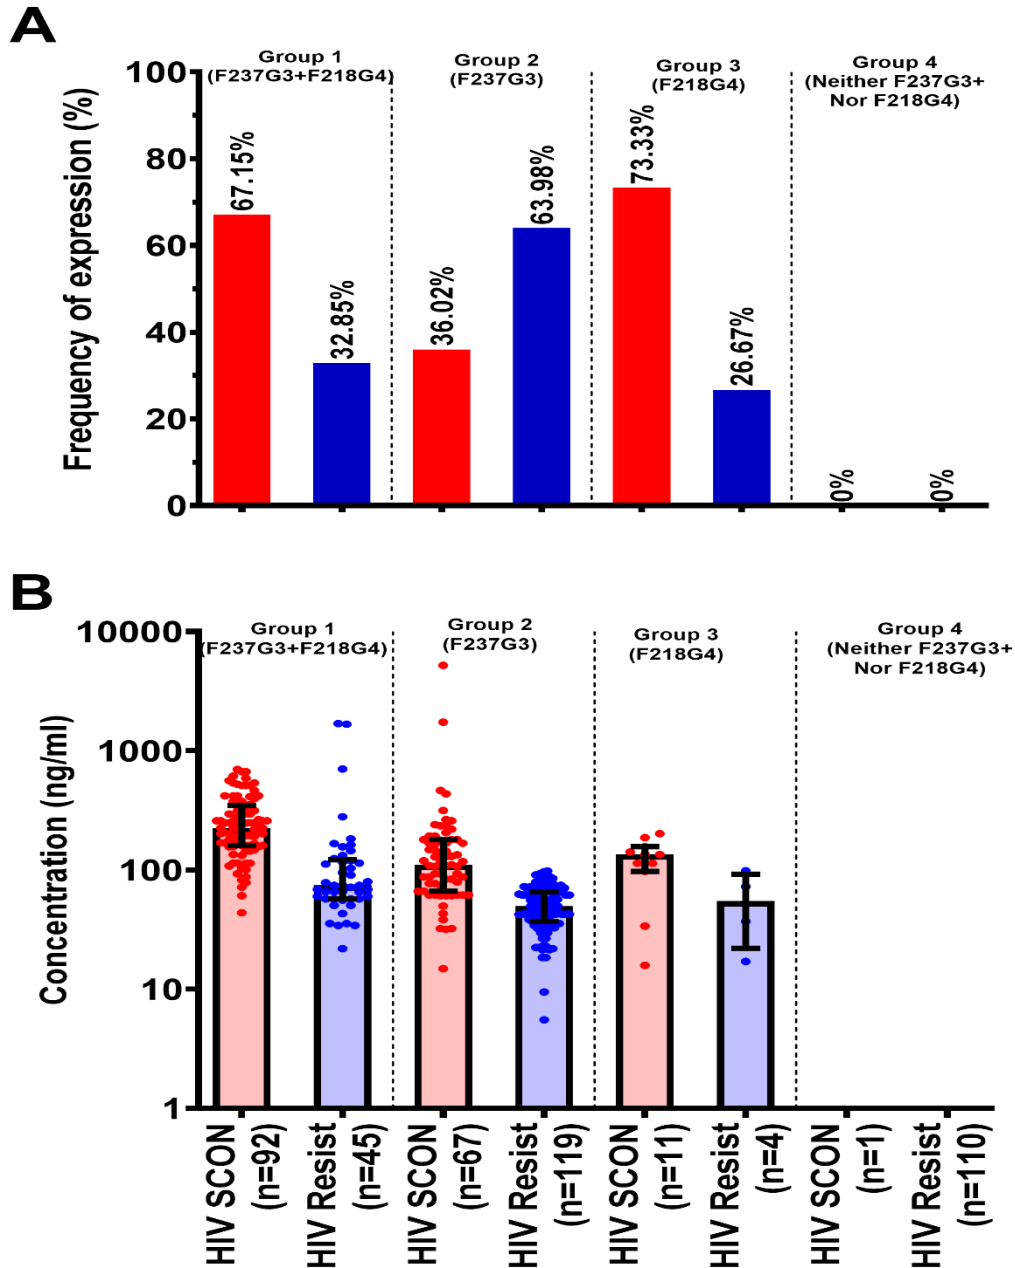 A
Group 1
(F237G3+F218G4)
Group 2
(F237G3)
Group 3
(F218G4)
Group 4
(Neither F237G3+
Nor F218G4)
Frequency of expression (%)
100
80
60
40
20
0
67.15%
32.85%
36.02%
63.98%
73.33%
26.67%
0%
0%
B
Group 1
(F237G3+F218G4)
Group 2
(F237G3)
Group 3
(F218G4)
Group 4
(Neither F237G3+
Nor F218G4)
Concentration (ng/ml)
10000
1000
100
10
1
HIV SCON
(n=92)
HIV Resist
(n=45)
HIV SCON
(n=67)
HIV Resist
(n=119)
HIV SCON
(n=11)
HIV Resist
(n=4)
HIV SCON
(n=1)
HIV Resist
(n=110)